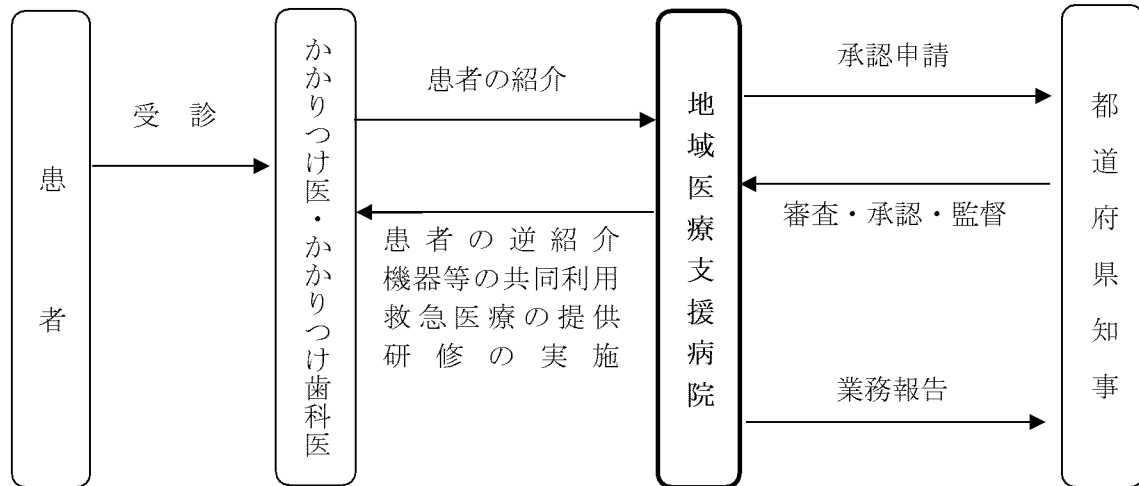 患者
受診
かかりつけ医・かかりつけ歯科医
患者の紹介
患者の逆紹介
機器等の共同利用
救急医療の提供
研修の実施
地域医療支援病院
承認申請
審査・承認・監督
業務報告
都道府県知事